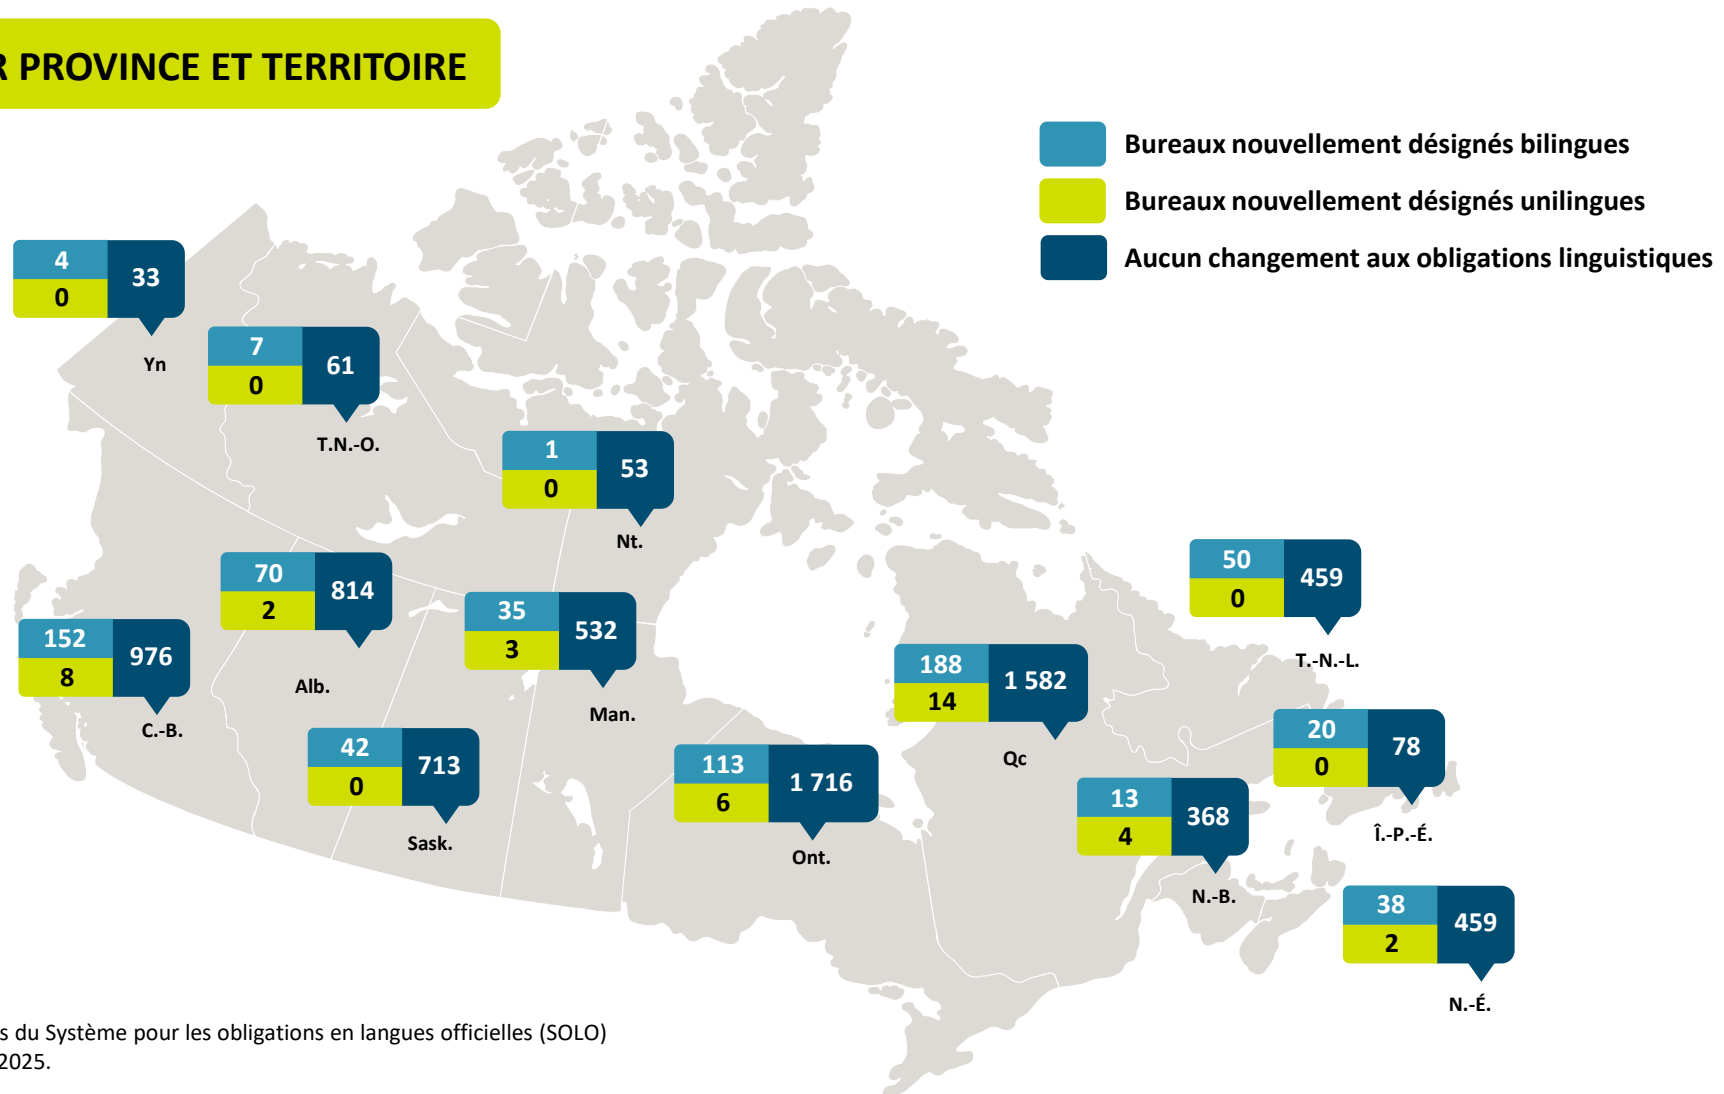 R PROVINCE ET TERRITOIRE
Bureaux nouvellement désignés bilingues
Bureaux nouvellement désignés unilingues
Aucun changement aux obligations linguistiques
4
0
33
Yn
7
0
61
T.N.-O.
1
0
53
Nt.
70
2
814
Alb.
152
8
976
C.-B.
35
3
532
Man.
42
0
713
Sask.
113
6
1 716
Ont.
188
14
1 582
Qc
50
0
459
T.-N.-L.
20
0
78
Î.-P.-É.
13
4
368
N.-B.
38
2
459
N.-É.
s du Système pour les obligations en langues officielles (SOLO)
2025.